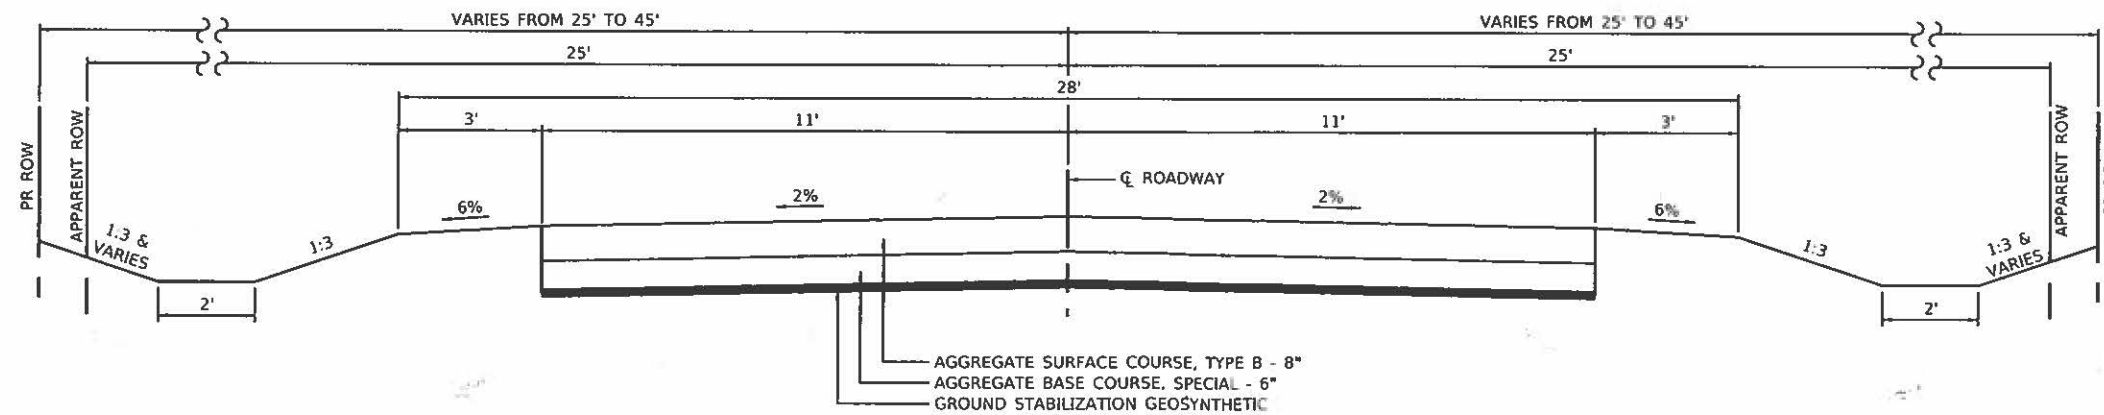 VARIES FROM 25' TO 45'
VARIES FROM 25' TO 45'
25'
25'
28'
3'
11'
11'
3'
PR ROW
APPARENT ROW
℄ ROADWAY
APPARENT ROW
6%
2%
2%
6%
1:3 &
VARIES
1:3
1:3
1:3 &
VARIES
2'
2'
AGGREGATE SURFACE COURSE, TYPE B - 8"
AGGREGATE BASE COURSE, SPECIAL - 6"
GROUND STABILIZATION GEOSYNTHETIC